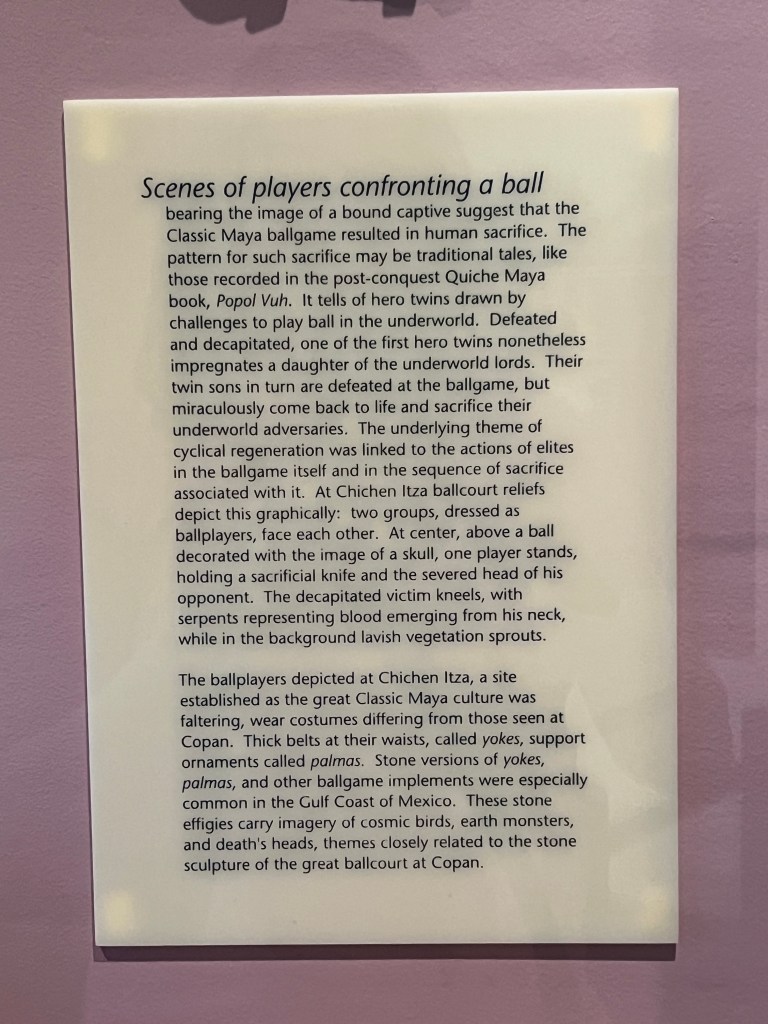 Scenes of players confronting a ball
bearing the image of a bound captive suggest that the
Classic Maya ballgame resulted in human sacrifice.  The
pattern for such sacrifice may be traditional tales, like
those recorded in the post-conquest Quiche Maya
book, Popol Vuh.  It tells of hero twins drawn by
challenges to play ball in the underworld.  Defeated
and decapitated, one of the first hero twins nonetheless
impregnates a daughter of the underworld lords.  Their
twin sons in turn are defeated at the ballgame, but
miraculously come back to life and sacrifice their
underworld adversaries.  The underlying theme of
cyclical regeneration was linked to the actions of elites
in the ballgame itself and in the sequence of sacrifice
associated with it.  At Chichen Itza ballcourt reliefs
depict this graphically:  two groups, dressed as
ballplayers, face each other.  At center, above a ball
decorated with the image of a skull, one player stands,
holding a sacrificial knife and the severed head of his
opponent.  The decapitated victim kneels, with
serpents representing blood emerging from his neck,
while in the background lavish vegetation sprouts.

The ballplayers depicted at Chichen Itza, a site
established as the great Classic Maya culture was
faltering, wear costumes differing from those seen at
Copan.  Thick belts at their waists, called yokes, support
ornaments called palmas.  Stone versions of yokes,
palmas, and other ballgame implements were especially
common in the Gulf Coast of Mexico.  These stone
effigies carry imagery of cosmic birds, earth monsters,
and death's heads, themes closely related to the stone
sculpture of the great ballcourt at Copan.